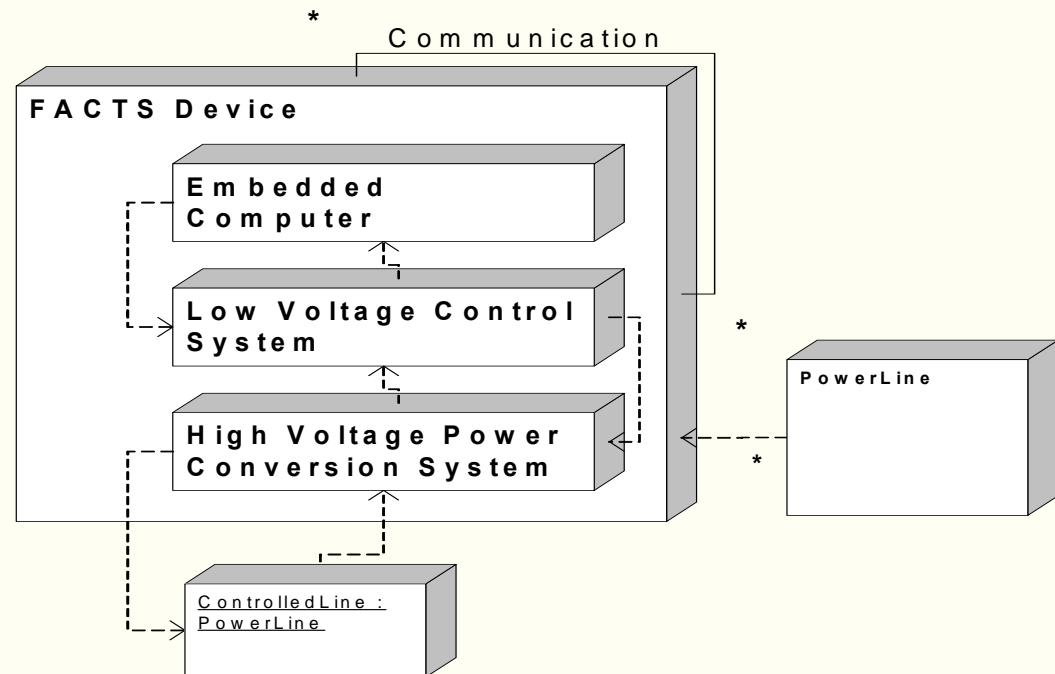 *
Communication
FACTS Device
Embedded
Computer
Low Voltage Control
System
*
PowerLine
High Voltage Power
Conversion System
*
ControlledLine :
PowerLine